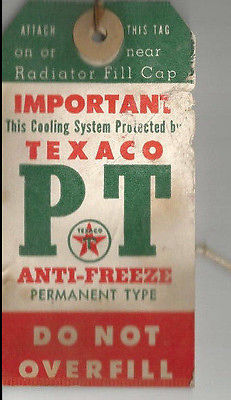 ATTACH THIS TAG
on or near
Radiator Fill Cap
IMPORTANT
This Cooling System Protected by
TEXACO
PT
TEXACO
T
ANTI-FREEZE
PERMANENT TYPE
DO NOT
OVERFILL